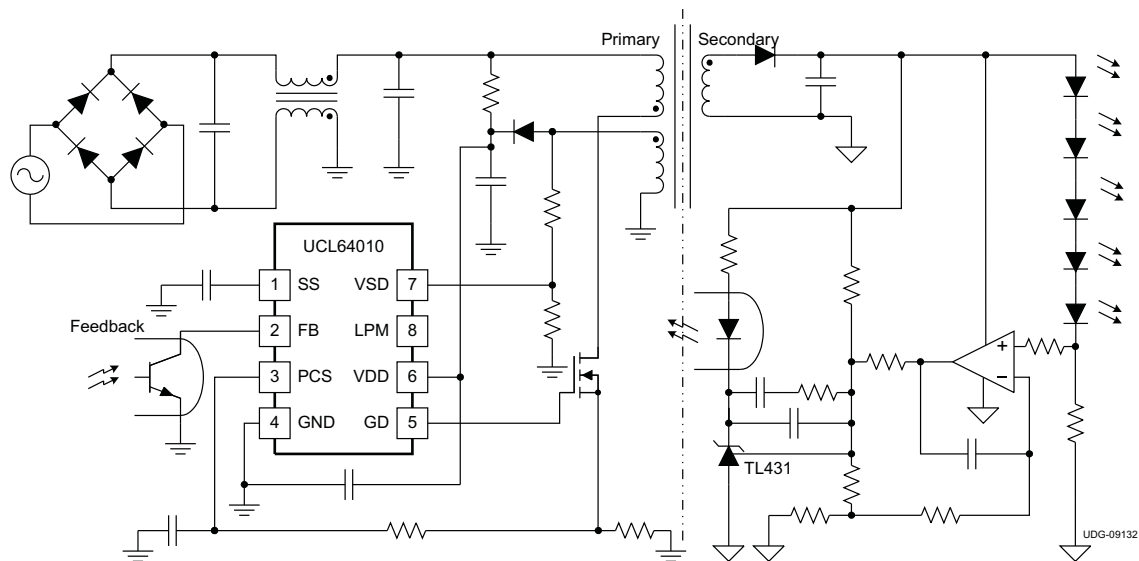 Primary Secondary
UCL64010
1 SS VSD 7
Feedback
2 FB LPM 8
3 PCS VDD 6
4 GND GD 5
+
−
TL431
UDG-09132